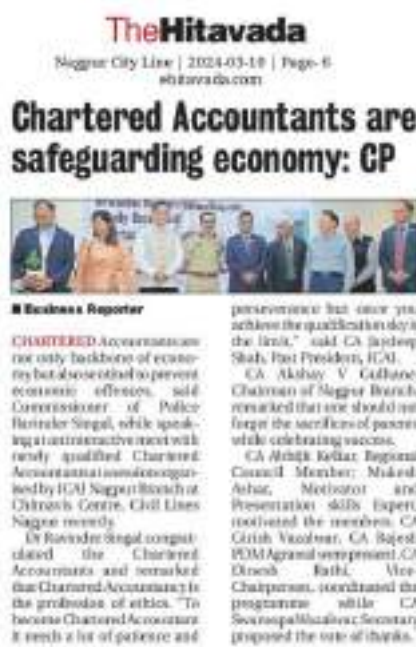 TheHitavada
Nagpur City Line | 2024-03-10 | Page- 6
ehitavada.com
Chartered Accountants are
safeguarding economy: CP
■ Business Reporter
CHARTERED Accountants are
not only backbone of econo-
my but also sentinel to prevent
economic offences, said
Commissioner of Police
Ravinder Singal, while speak-
ing at an interactive meet with
newly qualified Chartered
Accountants at a session organ-
ised by ICAI Nagpur Branch at
Chitnavis Centre, Civil Lines
Nagpur recently.
Dr Ravinder Singal congrat-
ulated the Chartered
Accountants and remarked
that Chartered Accountancy is
the profession of ethics. "To
become Chartered Accountant
it needs a lot of patience and
perseverance but once you
achieve the qualification sky is
the limit," said CA Jaydeep
Shah, Past President, ICAI.
CA Akshay V Gulhane
Chairman of Nagpur Branch
remarked that one should not
forget the sacrifices of parents
while celebrating success.
CA Abhijit Kelkar, Regional
Council Member; Mukesh
Ashar, Motivator and
Presentation skills Expert,
motivated the members. CA
Girish Vazalwar, CA Rajesh
PDM Agrawal were present. CA
Dinesh Rathi, Vice-
Chairperson, coordinated the
programme while CA
Swaroopa Wazalwar, Secretary
proposed the vote of thanks.